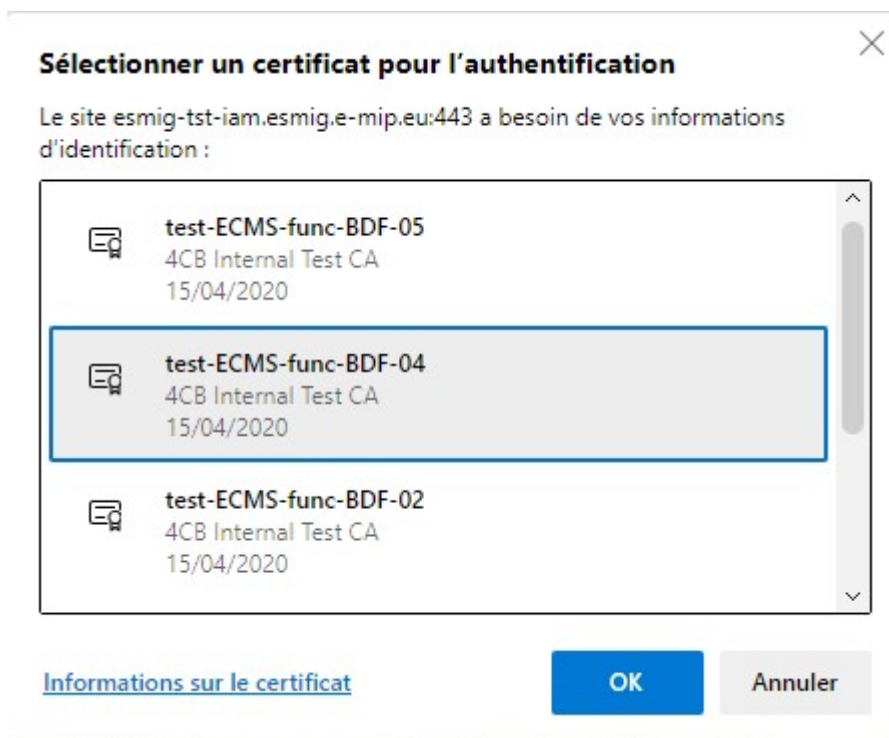 Sélectionner un certificat pour l’authentification
Le site esmig-tst-iam.esmig.e-mip.eu:443 a besoin de vos informations
d'identification :
test-ECMS-func-BDF-05
4CB Internal Test CA
15/04/2020
test-ECMS-func-BDF-04
4CB Internal Test CA
15/04/2020
test-ECMS-func-BDF-02
4CB Internal Test CA
15/04/2020
Informations sur le certificat
OK
Annuler